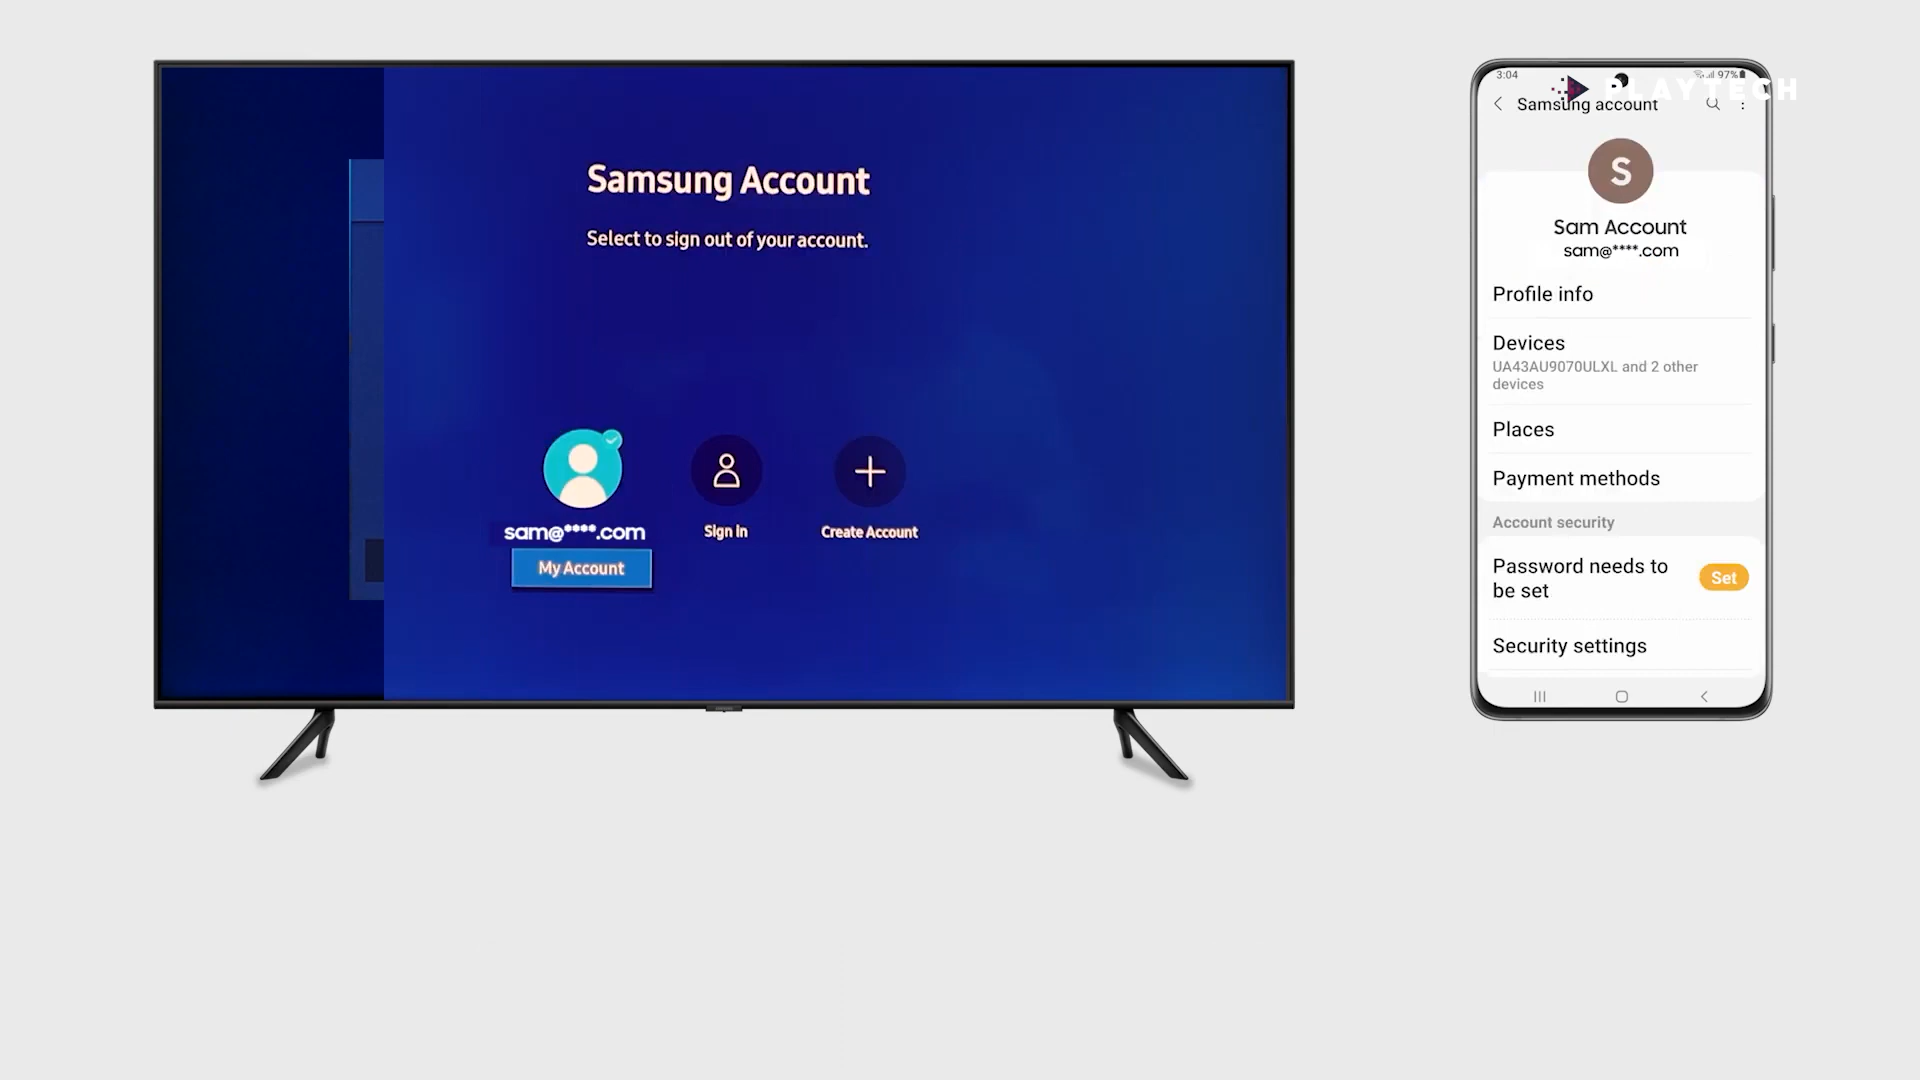 Samsung Account
Select to sign out of your account.
sam@****.com
Sign In
Create Account
My Account
3:04
97%
PLAYTECH
Samsung account
S
Sam Account
sam@****.com
Profile info
Devices
UA43AU9070ULXL and 2 other
devices
Places
Payment methods
Account security
Password needs to
be set
Set
Security settings